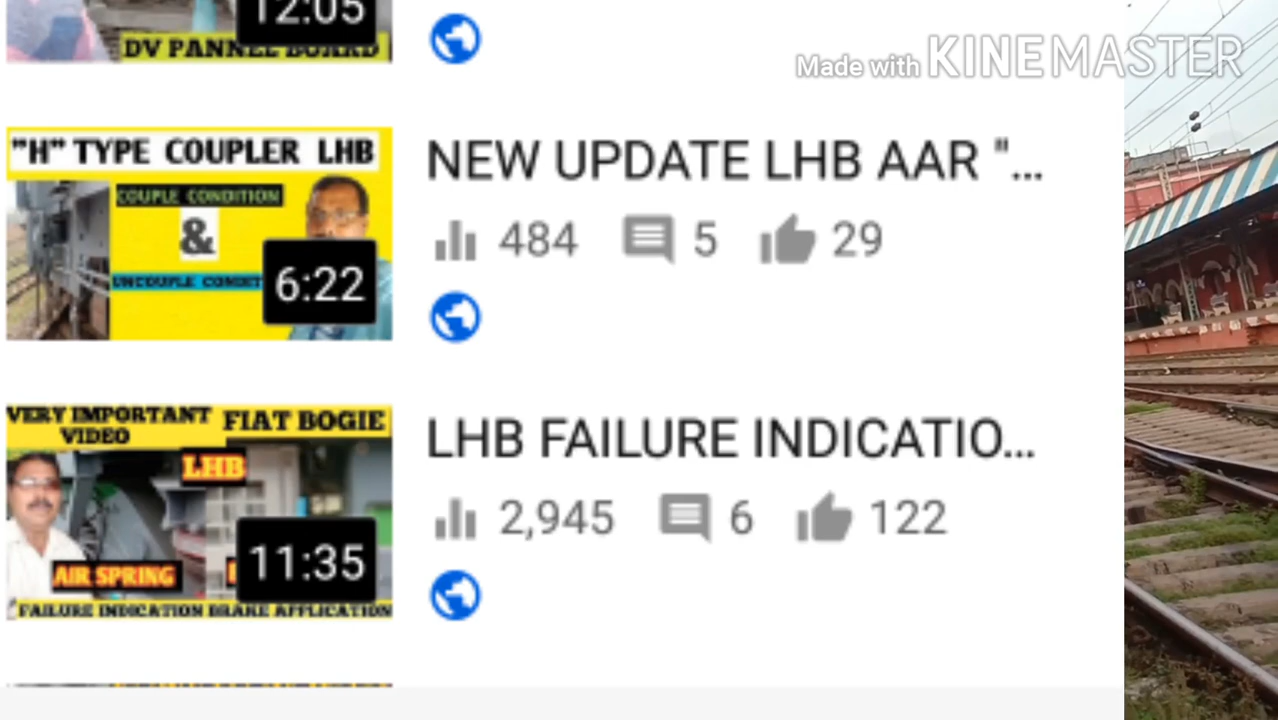 12:05
DV PANNEL BOARD
Made with KINEMASTER
"H" TYPE COUPLER LHB
COUPLE CONDITION
&
UNCOUPLE
6:22
NEW UPDATE LHB AAR "...
484 5 29
VERY IMPORTANT
VIDEO
FIAT BOGIE
LHB
AIR SPRING
11:35
FAILURE INDICATION BRAKE APPLICATION
LHB FAILURE INDICATIO...
2,945 6 122